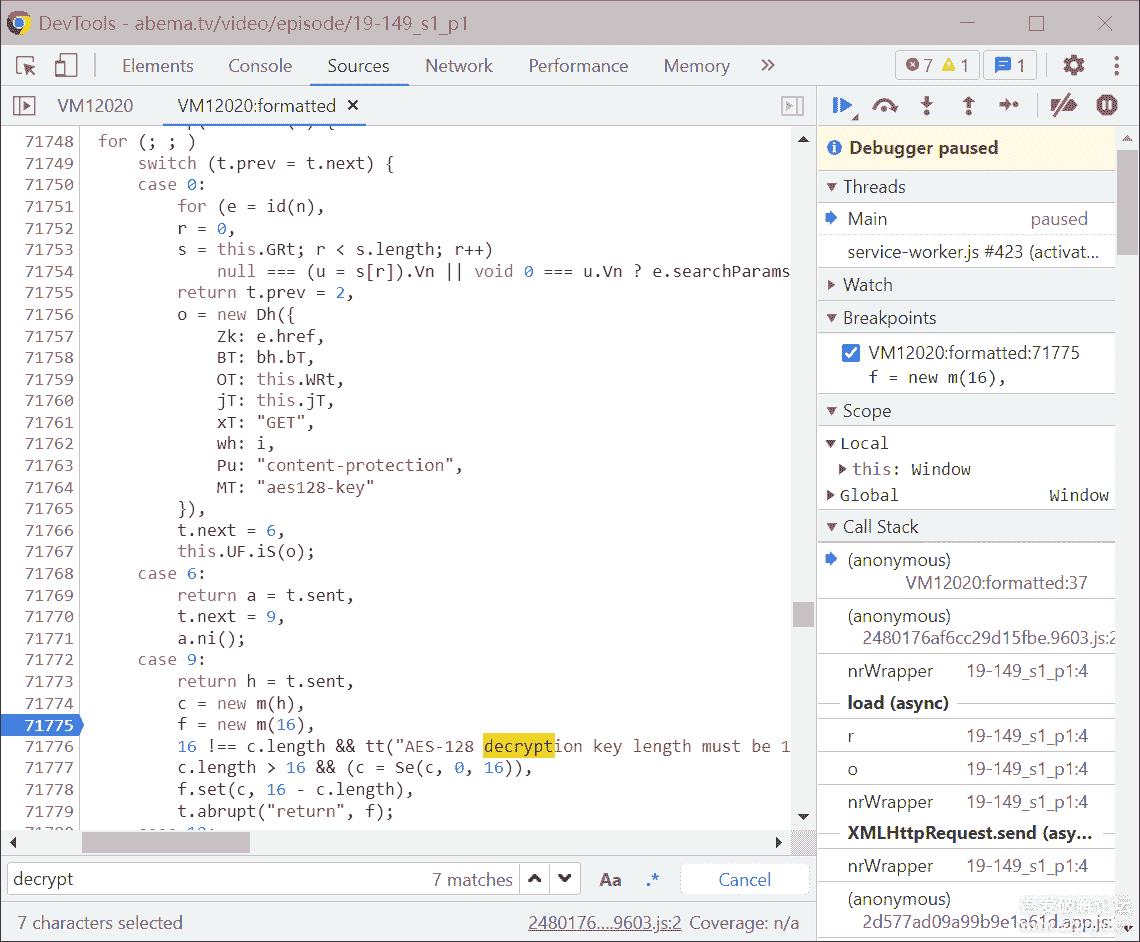 DevTools - abema.tv/video/episode/19-149_s1_p1
Elements Console Sources Network Performance Memory 7 1 1
VM12020 VM12020:formatted
71748 for (; ; )
71749 switch (t.prev = t.next) {
71750 case 0:
71751 for (e = id(n),
71752 r = 0,
71753 s = this.GRt; r < s.length; r++)
71754 null === (u = s[r]).Vn || void 0 === u.Vn ? e.searchParams
71755 return t.prev = 2,
71756 o = new Dh({
71757 Zk: e.href,
71758 BT: bh.bT,
71759 OT: this.WRt,
71760 jT: this.jT,
71761 xT: "GET",
71762 wh: i,
71763 Pu: "content-protection",
71764 MT: "aes128-key"
71765 }),
71766 t.next = 6,
71767 this.UF.iS(o);
71768 case 6:
71769 return a = t.sent,
71770 t.next = 9,
71771 a.ni();
71772 case 9:
71773 return h = t.sent,
71774 c = new m(h),
71775 f = new m(16),
71776 16 !== c.length && tt("AES-128 decryption key length must be 1
71777 c.length > 16 && (c = Se(c, 0, 16)),
71778 f.set(c, 16 - c.length),
71779 t.abrupt("return", f);
decrypt 7 matches Aa .* Cancel
7 characters selected 2480176....9603.js:2 Coverage: n/a
Debugger paused
Threads
Main paused
service-worker.js #423 (activat...
Watch
Breakpoints
VM12020:formatted:71775
f = new m(16),
Scope
Local
this: Window
Global Window
Call Stack
(anonymous)
VM12020:formatted:37
(anonymous)
2480176af6cc29d15fbe.9603.js:2
nrWrapper 19-149_s1_p1:4
load (async)
r 19-149_s1_p1:4
o 19-149_s1_p1:4
nrWrapper 19-149_s1_p1:4
XMLHttpRequest.send (asy...
nrWrapper 19-149_s1_p1:4
(anonymous)
2d577ad09a99b9e1a61d.app.js: